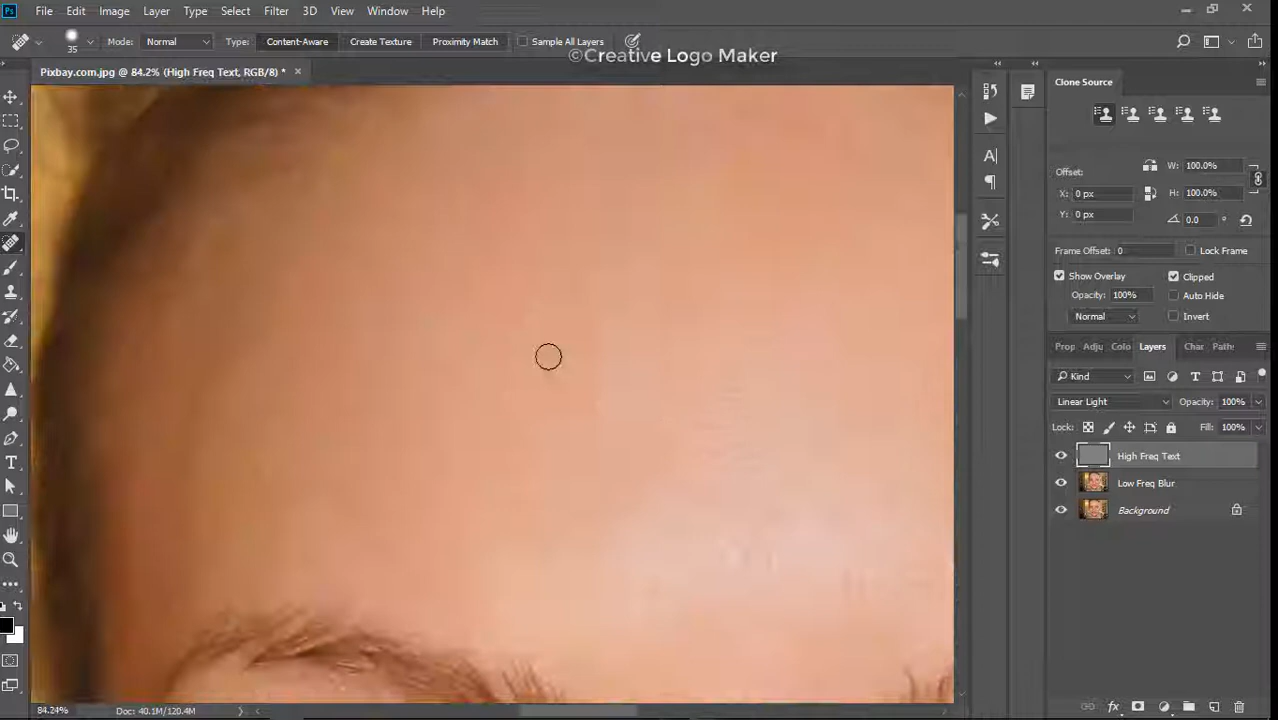 Ps File Edit Image Layer Type Select Filter 3D View Window Help
35 Mode: Normal Type: Content-Aware Create Texture Proximity Match Sample All Layers
©Creative Logo Maker
Pixbay.com.jpg @ 84.2% (High Freq Text, RGB/8) *
Clone Source
Offset: W: 100.0%
X: 0 px H: 100.0%
Y: 0 px 0.0 °
Frame Offset: 0 Lock Frame
Show Overlay Clipped
Opacity: 100% Auto Hide
Normal Invert
Prop Adju Colo Layers Char Paths
Kind
Linear Light Opacity: 100%
Lock: Fill: 100%
High Freq Text
Low Freq Blur
Background
84.24% Doc: 40.1M/120.4M